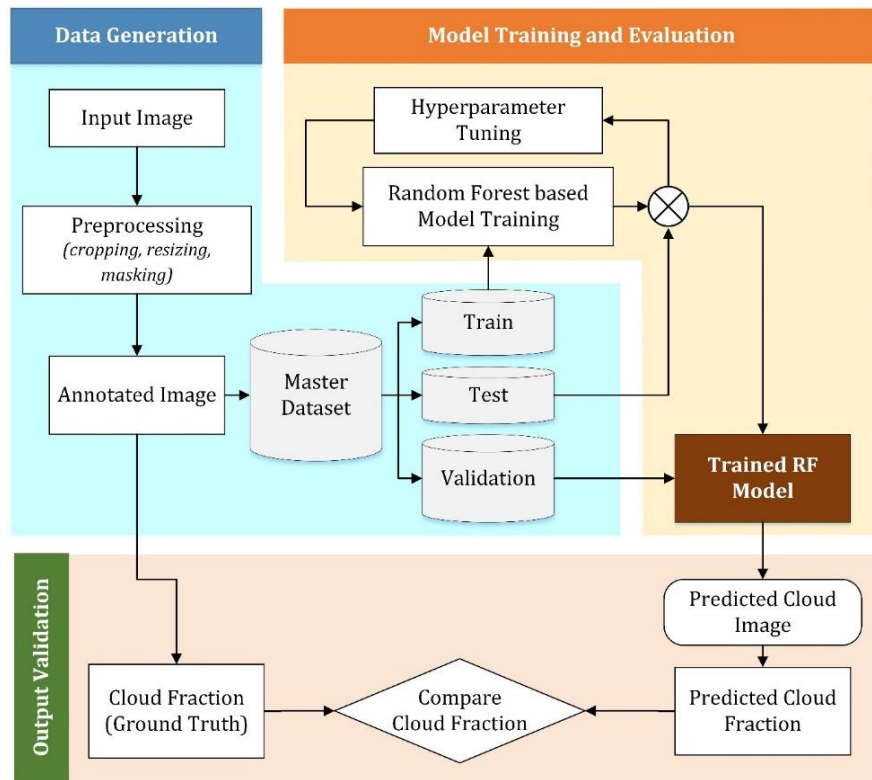 Data Generation
Model Training and Evaluation
Input Image
Hyperparameter
Tuning
Preprocessing
(cropping, resizing,
masking)
Random Forest based
Model Training
Annotated Image
Master
Dataset
Train
Test
Validation
Trained RF
Model
Output Validation
Predicted Cloud
Image
Cloud Fraction
(Ground Truth)
Compare
Cloud Fraction
Predicted Cloud
Fraction